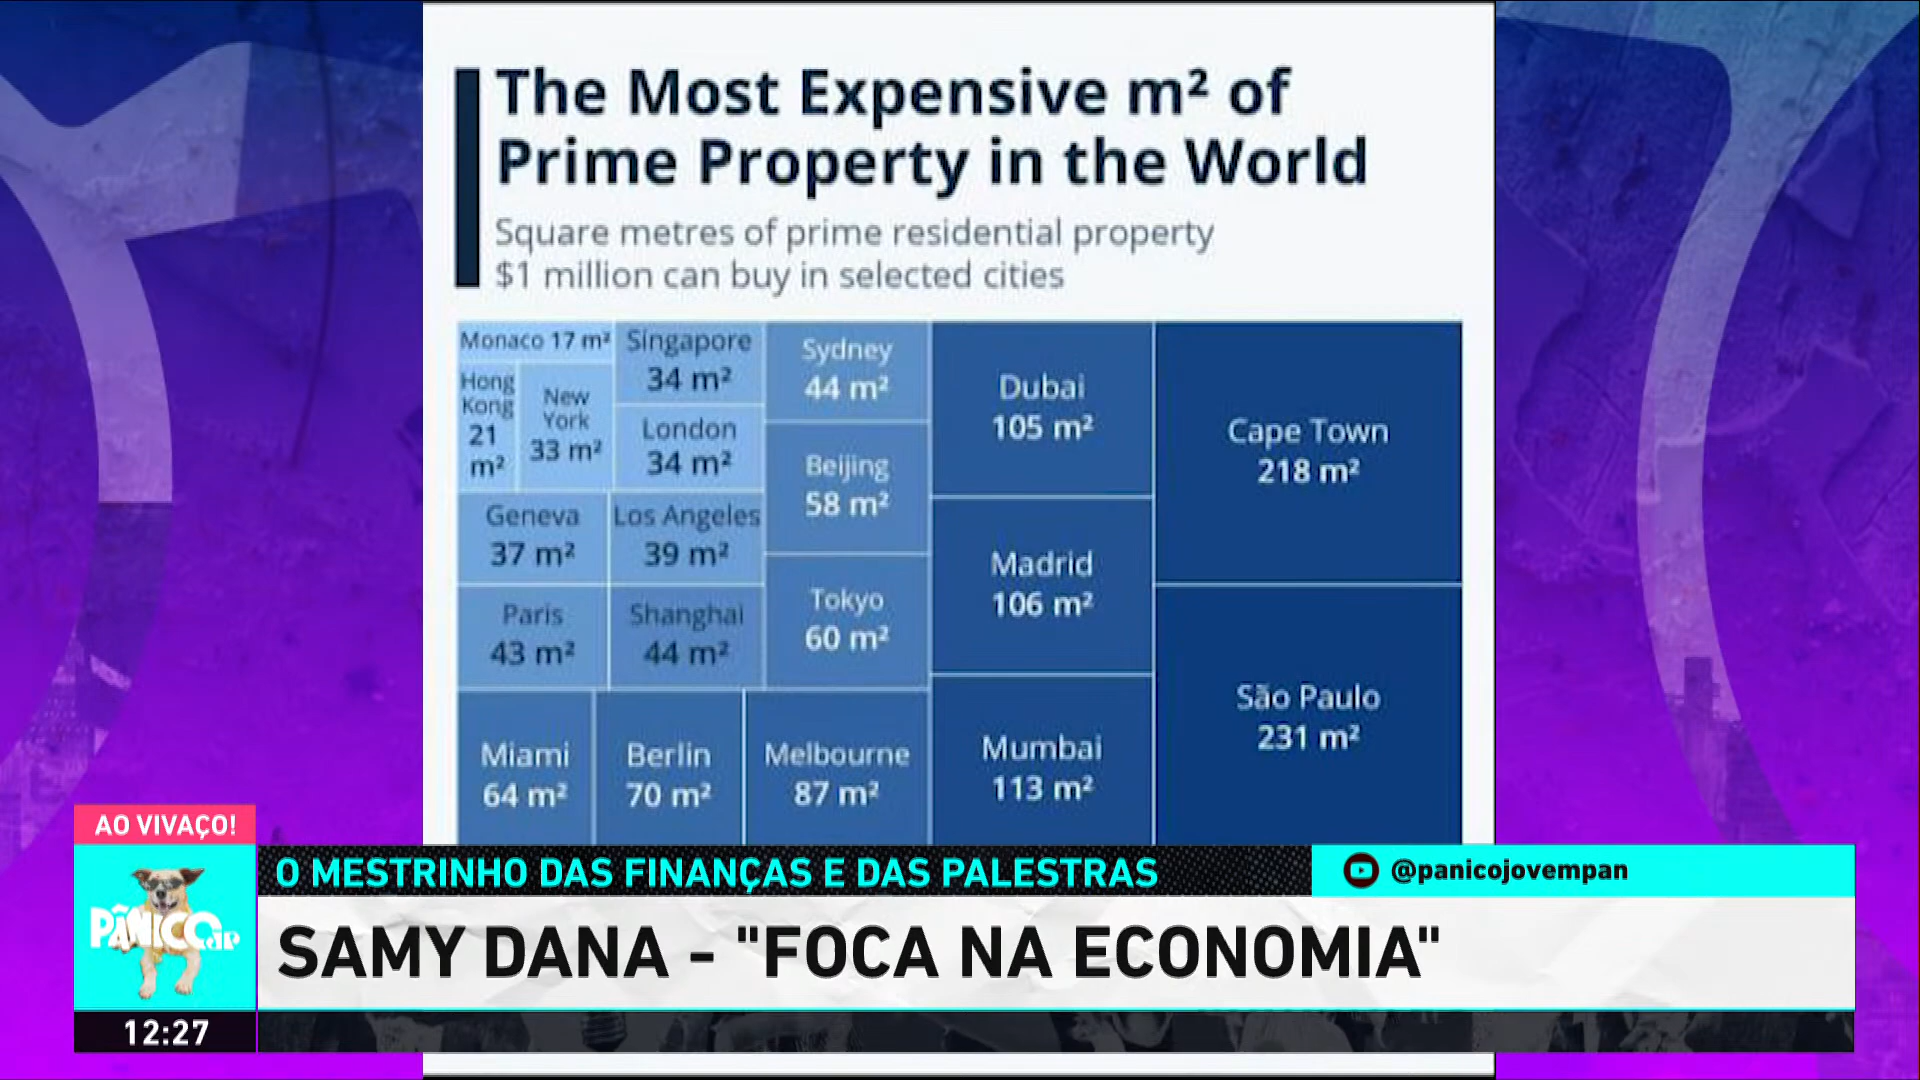 The Most Expensive m² of
Prime Property in the World
Square metres of prime residential property
$1 million can buy in selected cities
Monaco 17 m²
Hong
Kong
21
m²
New
York
33 m²
Singapore
34 m²
London
34 m²
Geneva
37 m²
Los Angeles
39 m²
Paris
43 m²
Shanghai
44 m²
Sydney
44 m²
Beijing
58 m²
Tokyo
60 m²
Miami
64 m²
Berlin
70 m²
Melbourne
87 m²
Dubai
105 m²
Madrid
106 m²
Mumbai
113 m²
Cape Town
218 m²
São Paulo
231 m²
AO VIVAÇO!
PÂNICO JP
12:27
O MESTRINHO DAS FINANÇAS E DAS PALESTRAS
@panicojovempan
SAMY DANA - "FOCA NA ECONOMIA"